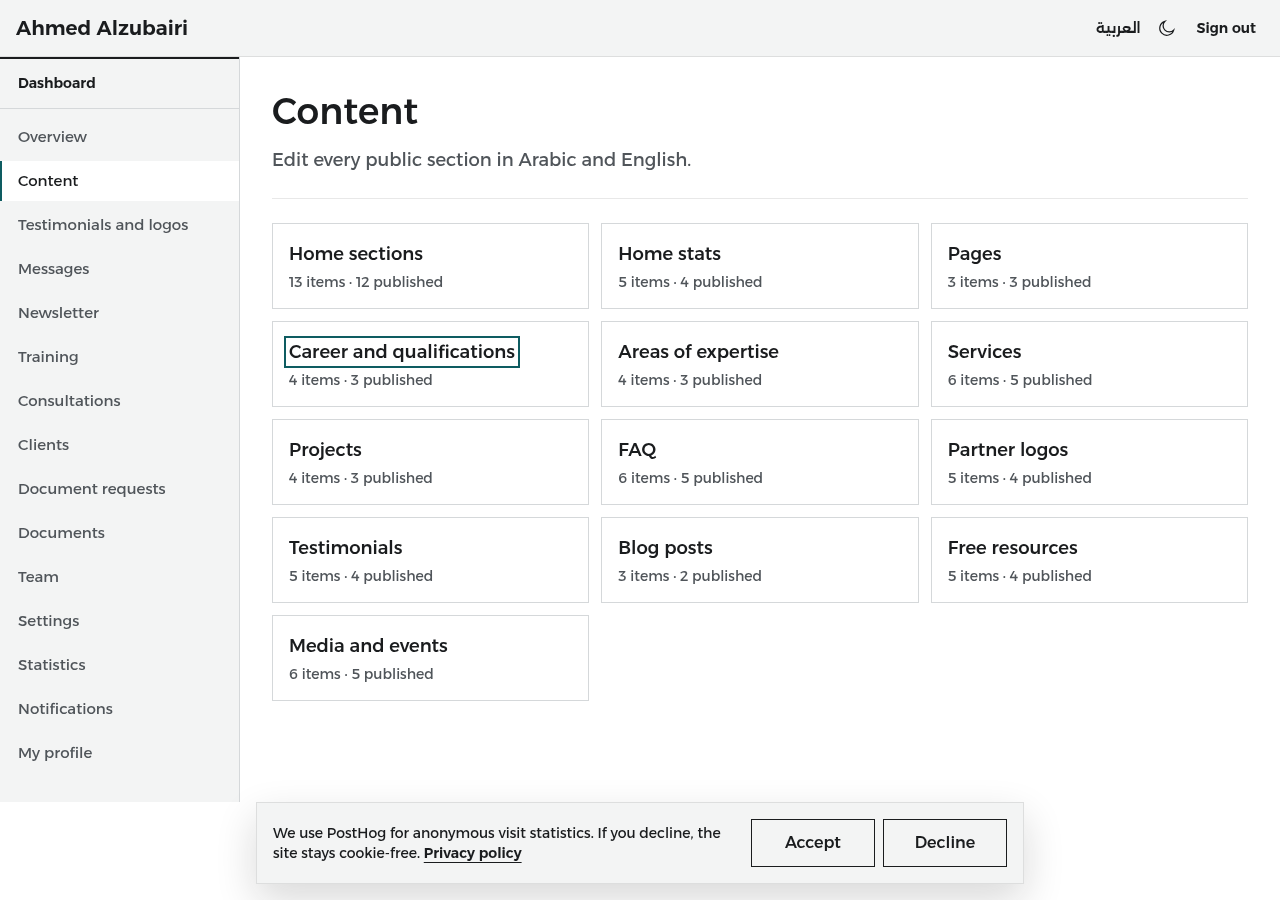 Ahmed Alzubairi
العربية
Sign out
Dashboard
Overview
Content
Testimonials and logos
Messages
Newsletter
Training
Consultations
Clients
Document requests
Documents
Team
Settings
Statistics
Notifications
My profile
Content
Edit every public section in Arabic and English.
Home sections
13 items · 12 published
Home stats
5 items · 4 published
Pages
3 items · 3 published
Career and qualifications
4 items · 3 published
Areas of expertise
4 items · 3 published
Services
6 items · 5 published
Projects
4 items · 3 published
FAQ
6 items · 5 published
Partner logos
5 items · 4 published
Testimonials
5 items · 4 published
Blog posts
3 items · 2 published
Free resources
5 items · 4 published
Media and events
6 items · 5 published
We use PostHog for anonymous visit statistics. If you decline, the
site stays cookie-free. Privacy policy
Accept
Decline